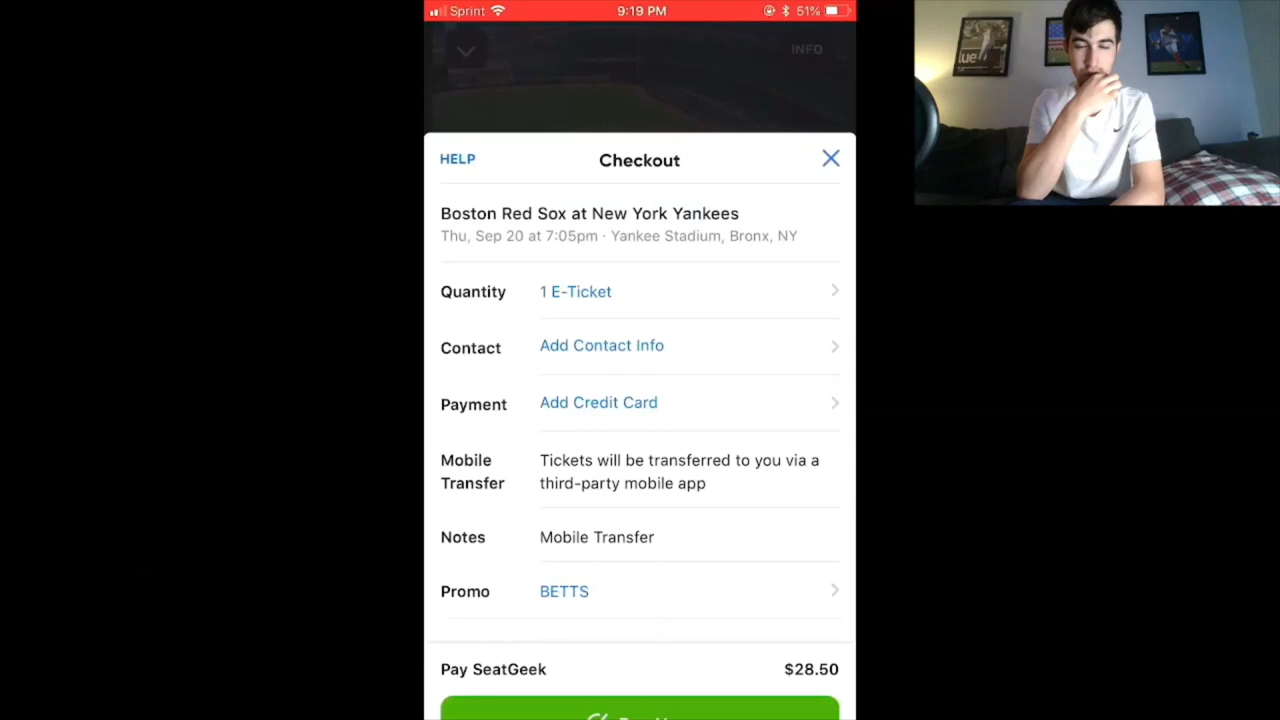 Sprint 9:19 PM 51%
INFO
HELP Checkout
Boston Red Sox at New York Yankees
Thu, Sep 20 at 7:05pm · Yankee Stadium, Bronx, NY
Quantity 1 E-Ticket
Contact Add Contact Info
Payment Add Credit Card
Mobile Transfer
Tickets will be transferred to you via a
third-party mobile app
Notes Mobile Transfer
Promo BETTS
Pay SeatGeek $28.50